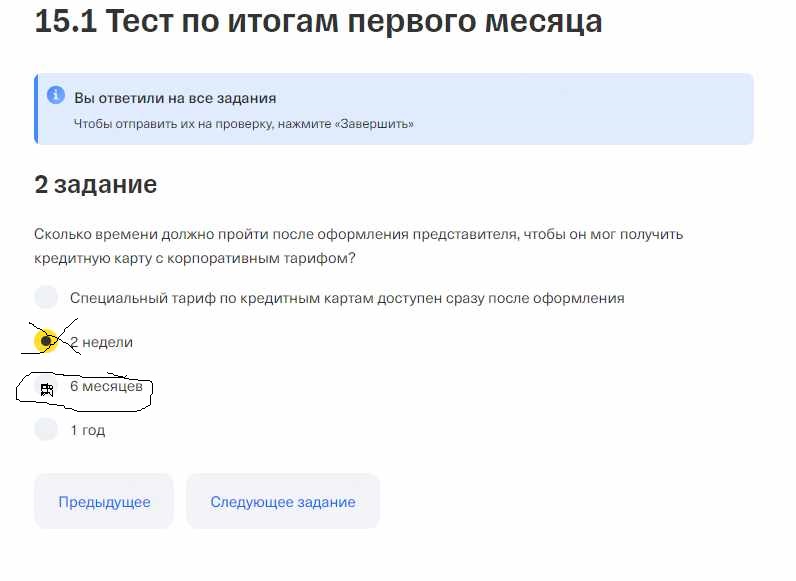 15.1 Тест по итогам первого месяца
Вы ответили на все задания
Чтобы отправить их на проверку, нажмите «Завершить»
2 задание
Сколько времени должно пройти после оформления представителя, чтобы он мог получить
кредитную карту с корпоративным тарифом?
Специальный тариф по кредитным картам доступен сразу после оформления
2 недели
6 месяцев
1 год
Предыдущее
Следующее задание